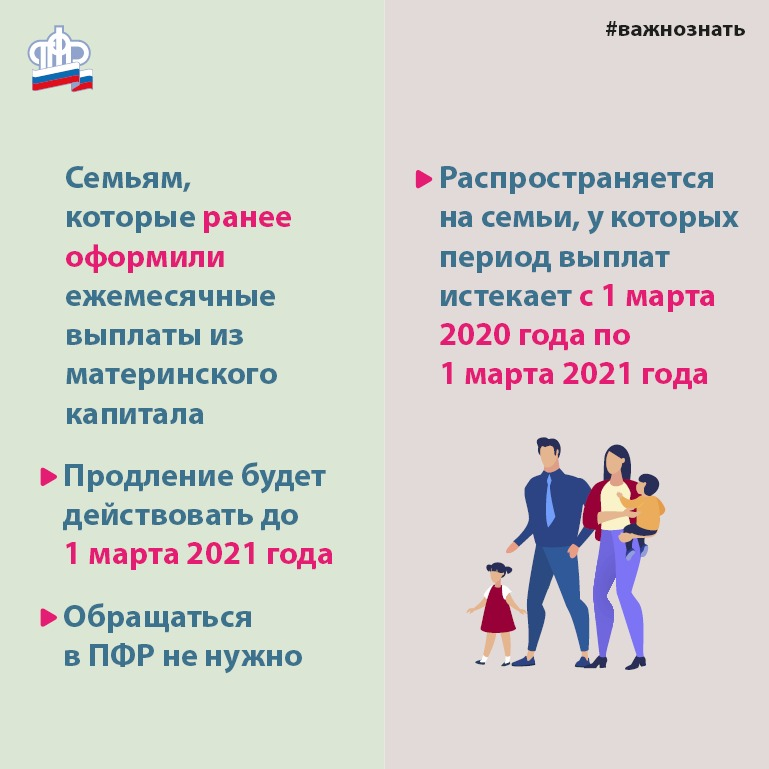 #важнознать
Семьям,
которые ранее
оформили
ежемесячные
выплаты из
материнского
капитала
Продление будет
действовать до
1 марта 2021 года
Обращаться
в ПФР не нужно
Распространяется
на семьи, у которых
период выплат
истекает с 1 марта
2020 года по
1 марта 2021 года